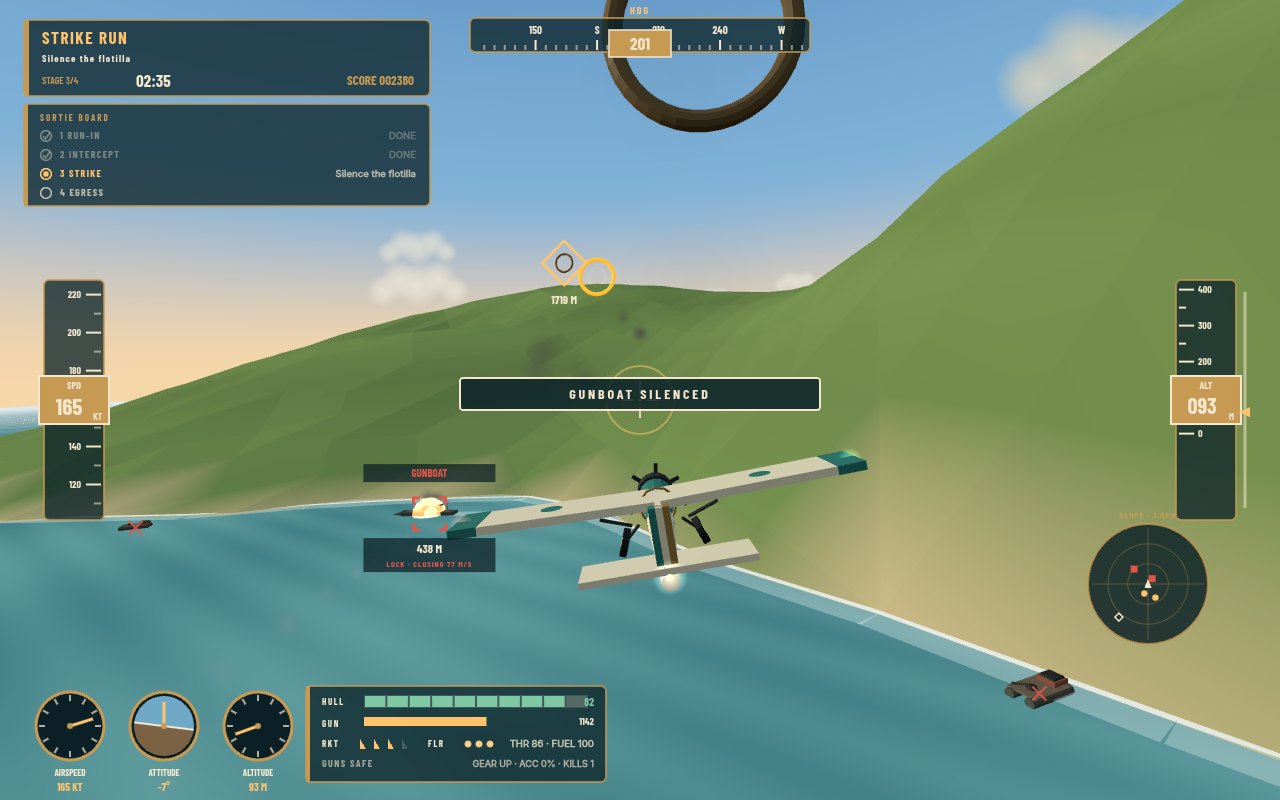 HDG
150 S 210 240 W
201
STRIKE RUN
Silence the flotilla
STAGE 3/4 02:35 SCORE 002380
SORTIE BOARD
1 RUN-IN DONE
2 INTERCEPT DONE
3 STRIKE Silence the flotilla
4 EGRESS
1719 M
220
200
180
SPD
165 KT
140
120
400
300
200
ALT
093 M
0
GUNBOAT SILENCED
GUNBOAT
438 M
LOCK · CLOSING 77 M/S
HULL 82
GUN 1142
RKT FLR THR 86 · FUEL 100
GUNS SAFE GEAR UP · ACC 0% · KILLS 1
AIRSPEED
165 KT
ATTITUDE
-7°
ALTITUDE
93 M